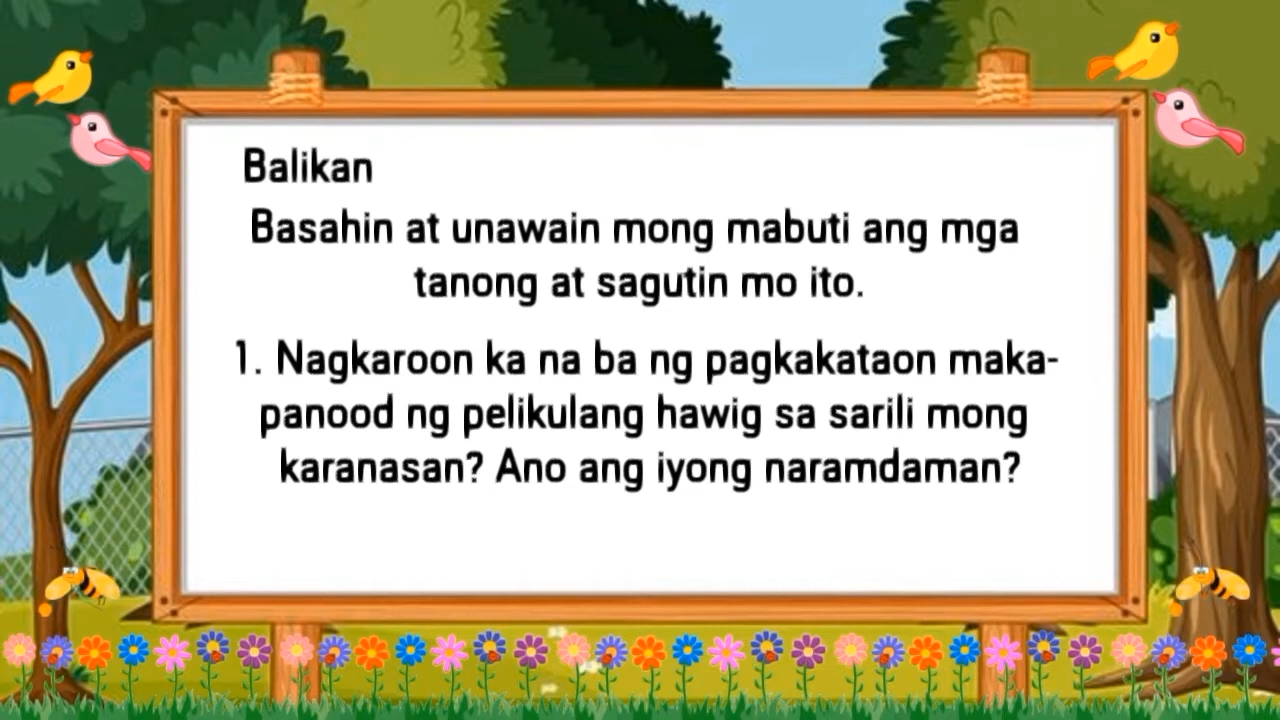 Balikan
Basahin at unawain mong mabuti ang mga
tanong at sagutin mo ito.
1. Nagkaroon ka na ba ng pagkakataon maka-
panood ng pelikulang hawig sa sarili mong
karanasan? Ano ang iyong naramdaman?